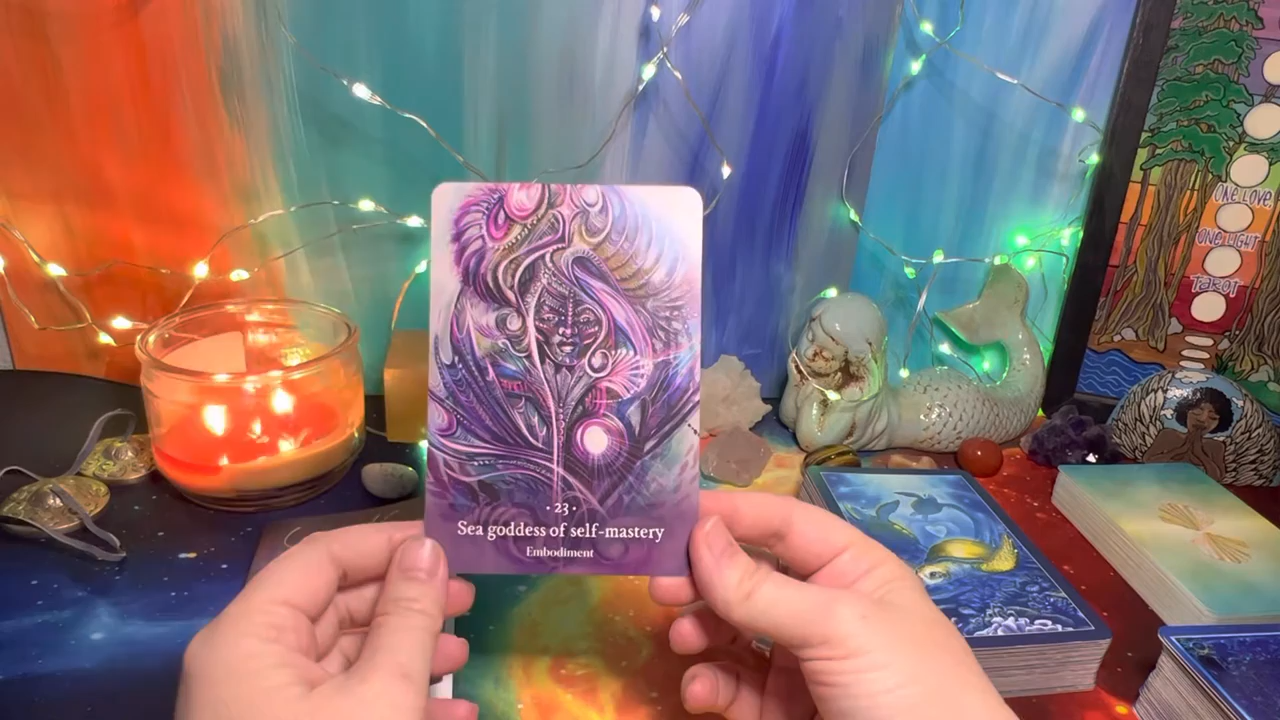 · 23 ·
Sea goddess of self-mastery
Embodiment
ONE LOVE
ONE LIGHT
TAROT